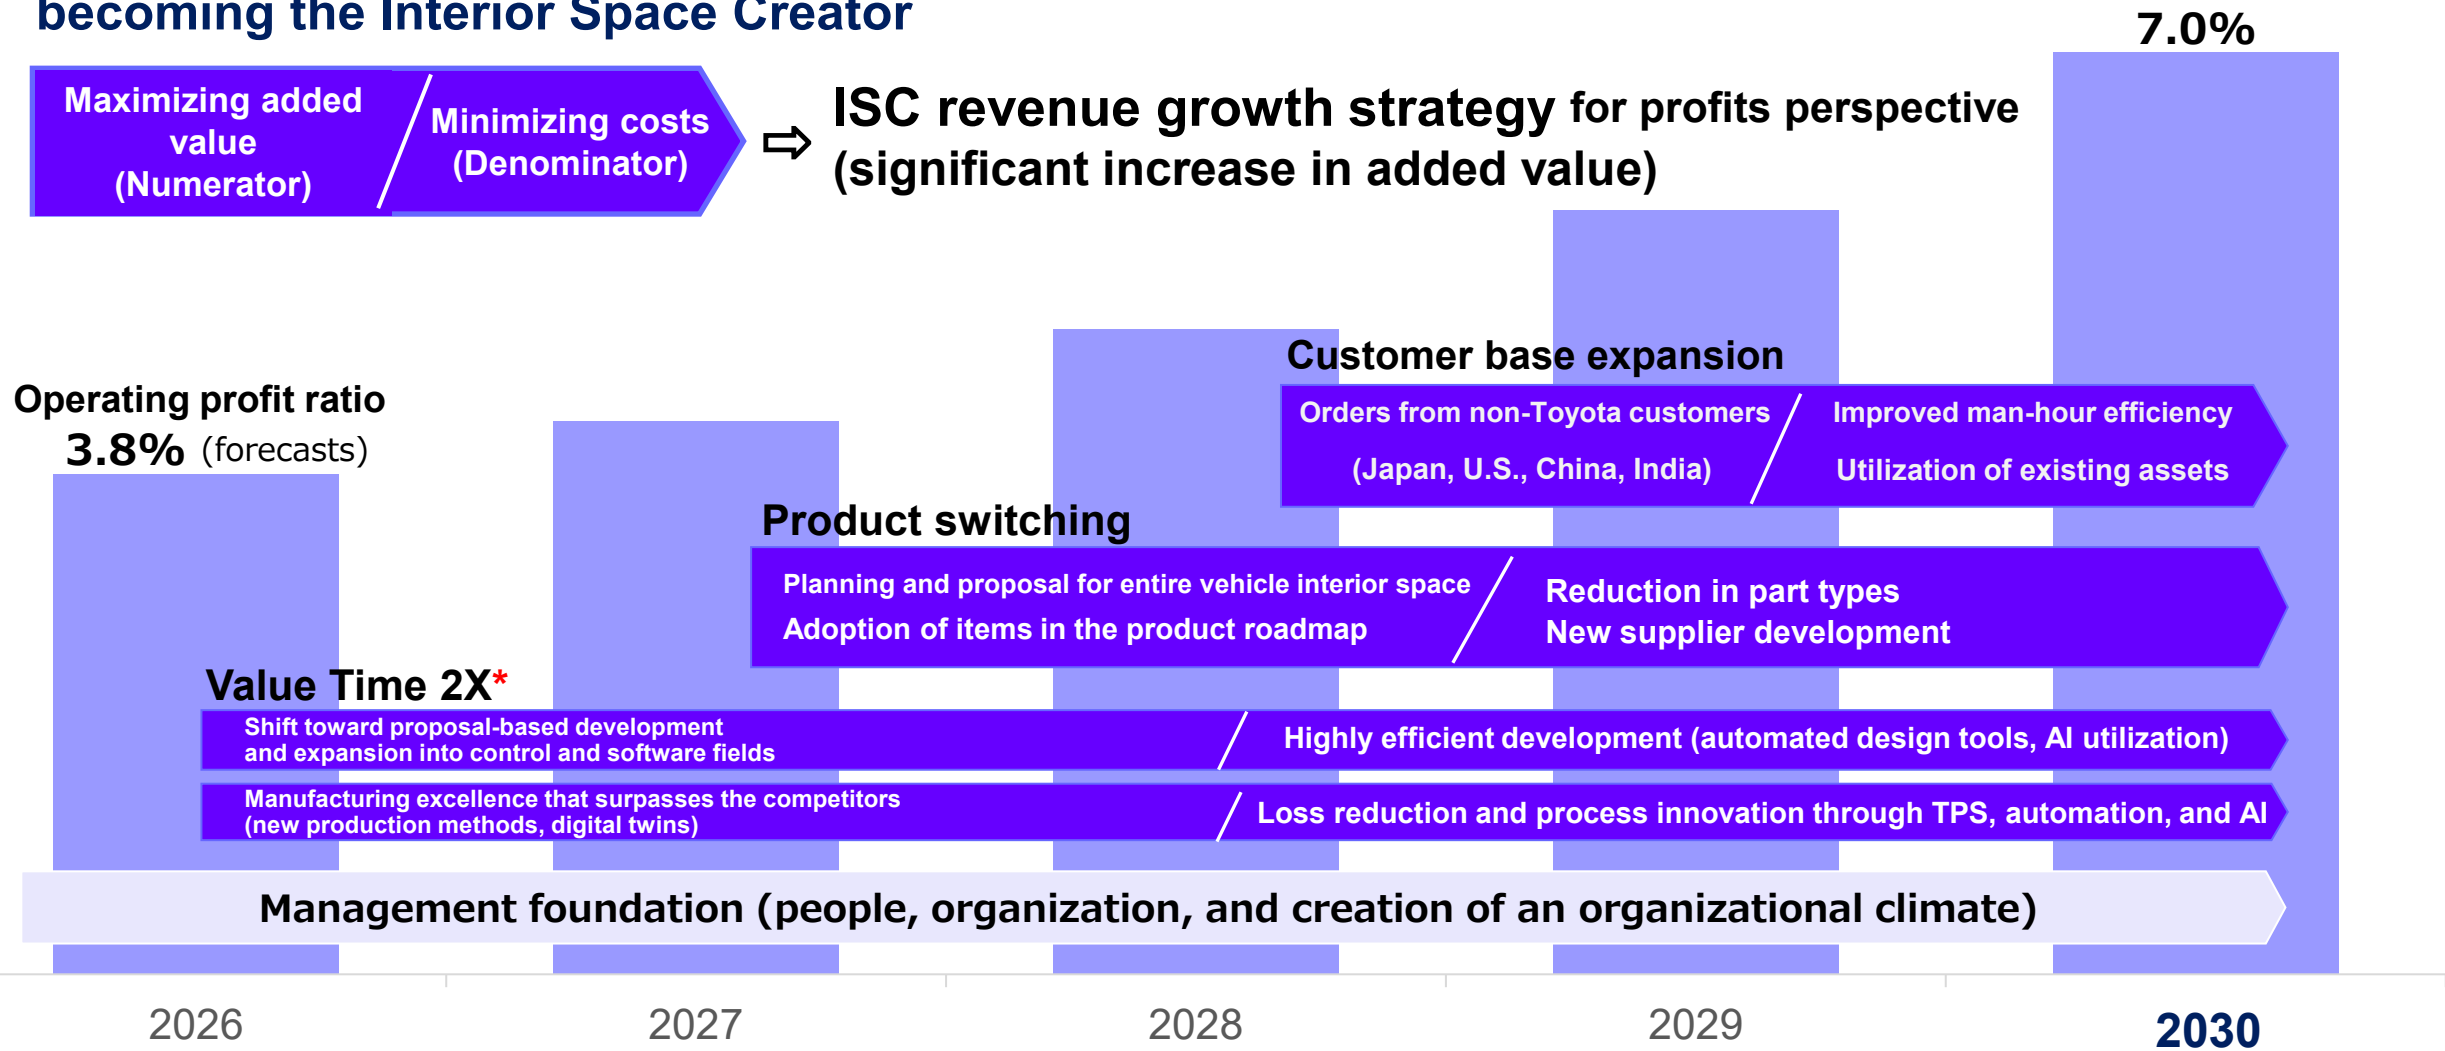 becoming the Interior Space Creator
7.0%
Maximizing added
value
(Numerator)
Minimizing costs
(Denominator)
⇨ ISC revenue growth strategy for profits perspective
(significant increase in added value)
Operating profit ratio
3.8% (forecasts)
Customer base expansion
Orders from non-Toyota customers
(Japan, U.S., China, India)
Improved man-hour efficiency
Utilization of existing assets
Product switching
Planning and proposal for entire vehicle interior space
Adoption of items in the product roadmap
Reduction in part types
New supplier development
Value Time 2X*
Shift toward proposal-based development
and expansion into control and software fields
Highly efficient development (automated design tools, AI utilization)
Manufacturing excellence that surpasses the competitors
(new production methods, digital twins)
Loss reduction and process innovation through TPS, automation, and AI
Management foundation (people, organization, and creation of an organizational climate)
2026
2027
2028
2029
2030